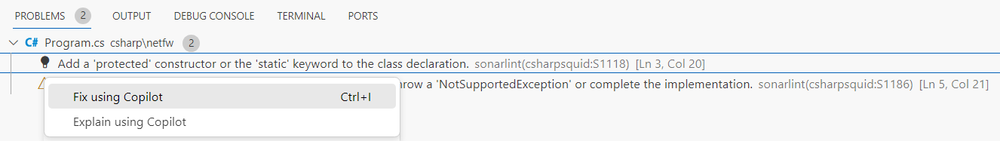 PROBLEMS 2 OUTPUT DEBUG CONSOLE TERMINAL PORTS
C# Program.cs csharp\netfw 2
Add a 'protected' constructor or the 'static' keyword to the class declaration. sonarlint(csharpsquid:S1118) [Ln 3, Col 20]
a 'NotSupportedException' or complete the implementation. sonarlint(csharpsquid:S1186) [Ln 5, Col 21]
Fix using Copilot Ctrl+I
Explain using Copilot